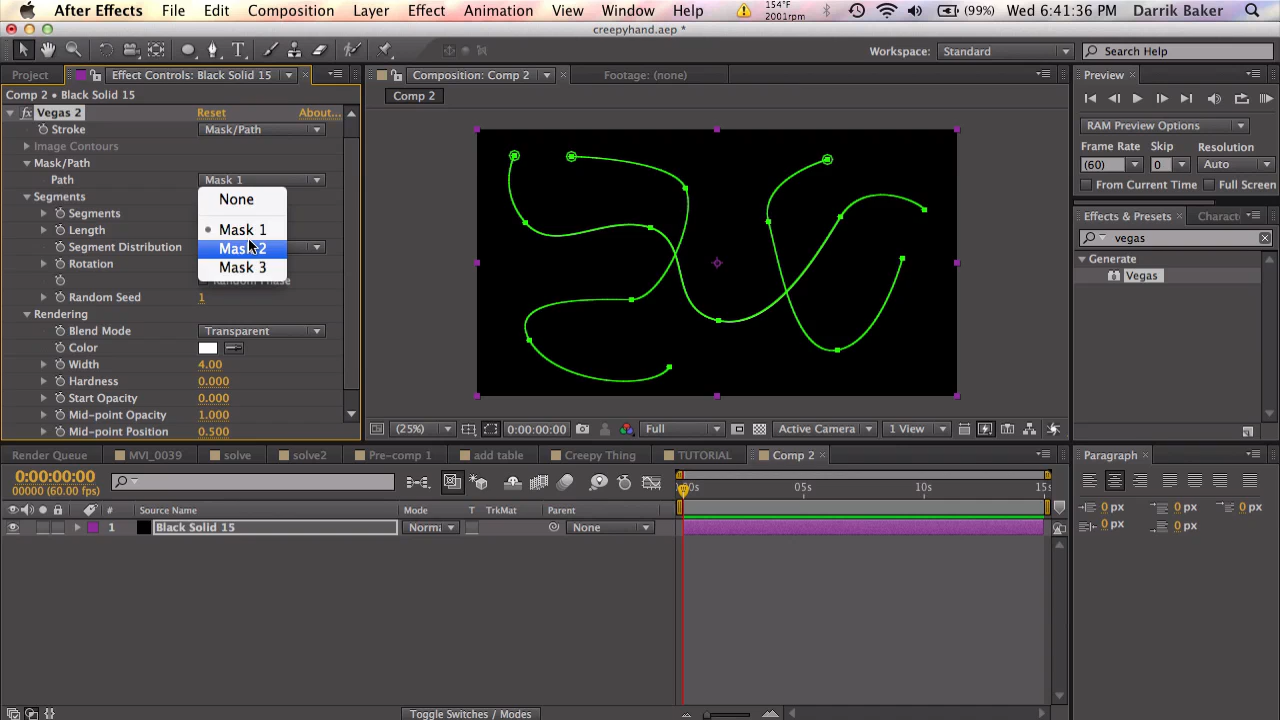 After Effects File Edit Composition Layer Effect Animation View Window Help 154°F 2001rpm (99%) Wed 6:41:36 PM Darrik Baker
creepyhand.aep *
T Workspace: Standard Search Help
Project Effect Controls: Black Solid 15 Composition: Comp 2 Footage: (none) Preview
Comp 2 • Black Solid 15 Comp 2
fx Vegas 2 Reset About...
Stroke Mask/Path
RAM Preview Options
Image Contours
Frame Rate Skip Resolution
Mask/Path
(60) 0 Auto
Path Mask 1
From Current Time Full Screen
Segments
None
Segments
Effects & Presets Charact
Length
Mask 1
vegas
Segment Distribution
Mask 2
Generate
Rotation
Mask 3
Vegas
Random Phase
Random Seed 1
Rendering
Blend Mode Transparent
Color
Width 4.00
Hardness 0.000
Start Opacity 0.000
Mid-point Opacity 1.000
Mid-point Position 0.500
(25%) 0:00:00:00 Full Active Camera 1 View
Render Queue MVI_0039 solve solve2 Pre-comp 1 add table Creepy Thing TUTORIAL Comp 2 Paragraph
0:00:00:00
00000 (60.00 fps)
05s 10s 15s
# Source Name Mode T TrkMat Parent
0 px 0 px 0 px
0 px 0 px
1 Black Solid 15 Norma None
Toggle Switches / Modes